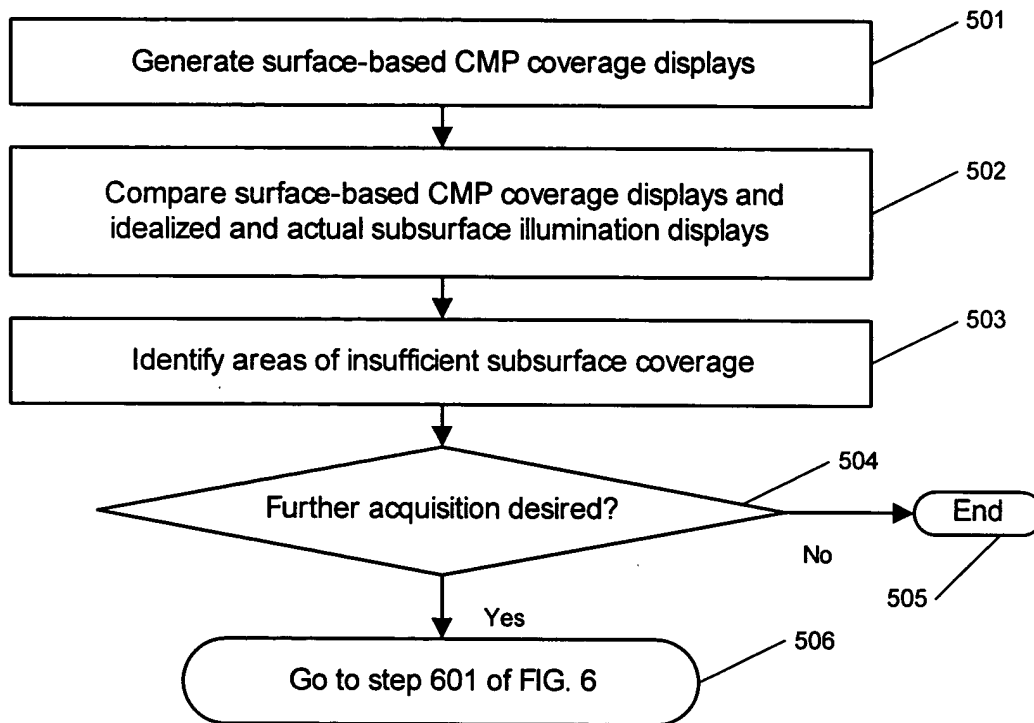 501
Generate surface-based CMP coverage displays
502
Compare surface-based CMP coverage displays and
idealized and actual subsurface illumination displays
503
Identify areas of insufficient subsurface coverage
504
Further acquisition desired?
End
No
505
Yes
506
Go to step 601 of FIG. 6